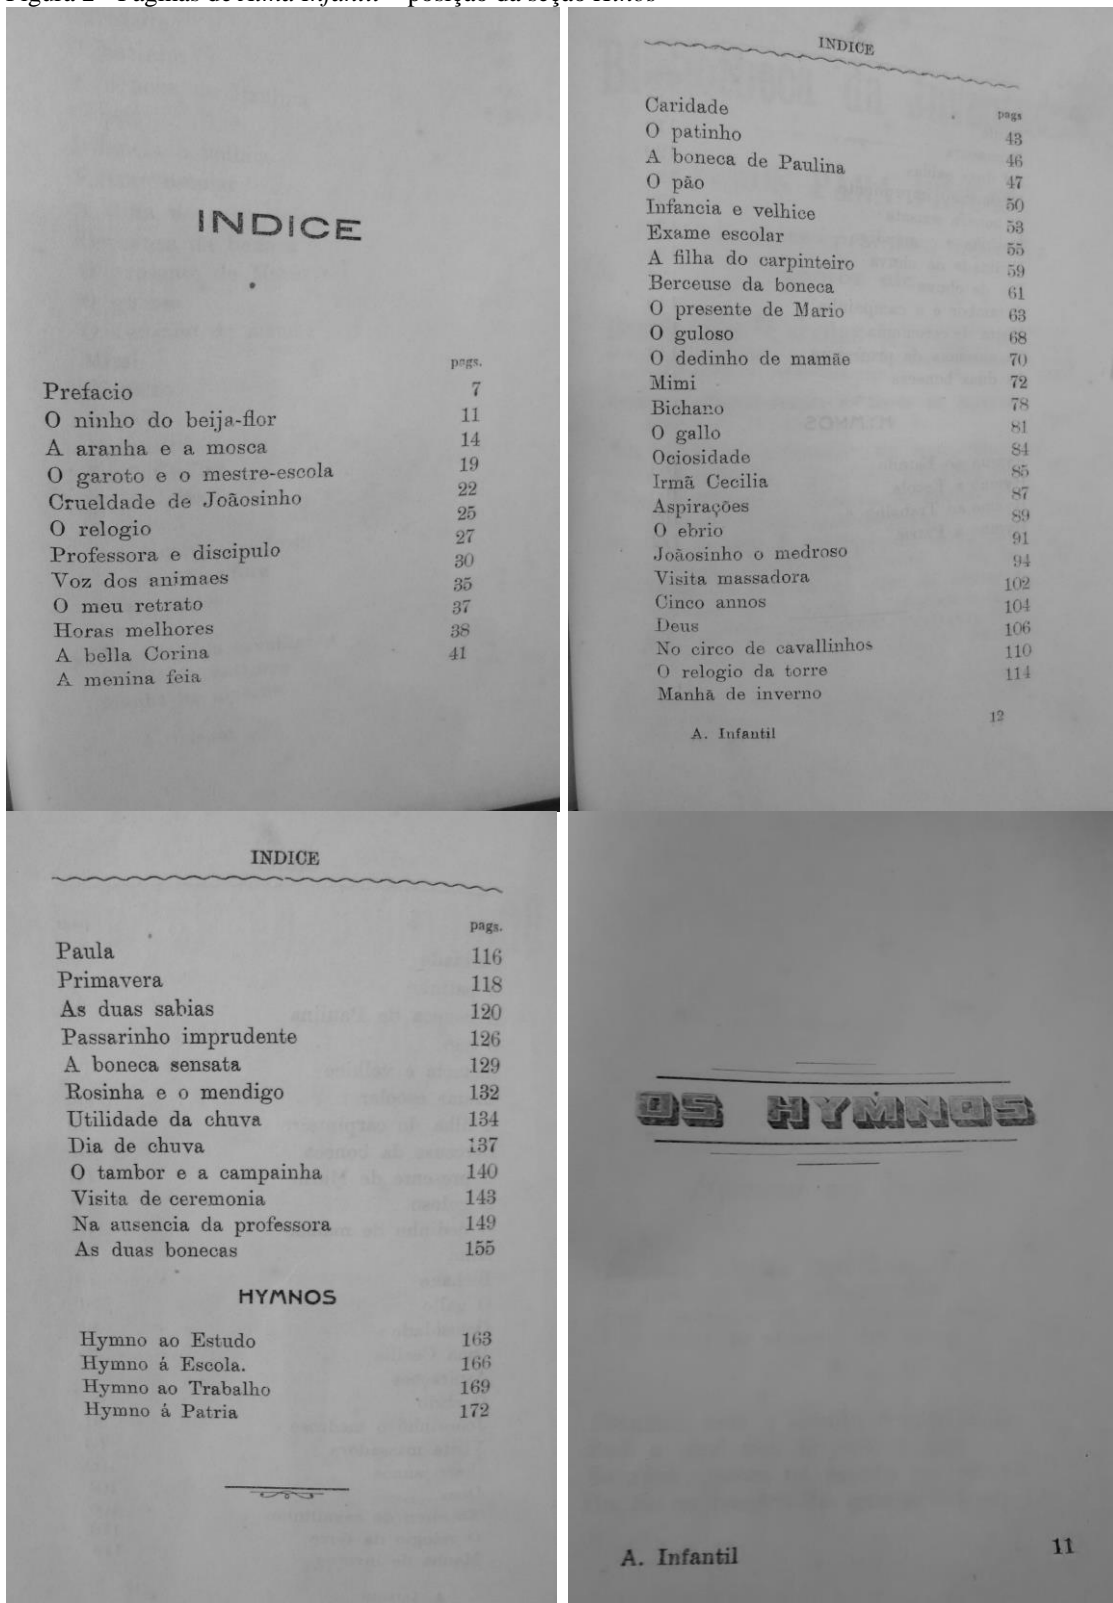 Figura 2 - Páginas de Alma Infantil – posição da seção Hinos
INDICE
pags.
Prefacio 7
O ninho do beija-flor 11
A aranha e a mosca 14
O garoto e o mestre-escola 19
Crueldade de Joãosinho 22
O relogio 25
Professora e discipulo 27
Voz dos animaes 30
O meu retrato 35
Horas melhores 37
A bella Corina 38
A menina feia 41
INDICE
pags
Caridade 43
O patinho 46
A boneca de Paulina 47
O pão 50
Infancia e velhice 53
Exame escolar 55
A filha do carpinteiro 59
Berceuse da boneca 61
O presente de Mario 63
O guloso 68
O dedinho de mamãe 70
Mimi 72
Bichano 78
O gallo 81
Ociosidade 84
Irmã Cecilia 85
Aspirações 87
O ebrio 89
Joãosinho o medroso 91
Visita massadora 94
Cinco annos 102
Deus 104
No circo de cavallinhos 106
O relogio da torre 110
Manhã de inverno 114
A. Infantil 12
INDICE
pags.
Paula 116
Primavera 118
As duas sabias 120
Passarinho imprudente 126
A boneca sensata 129
Rosinha e o mendigo 132
Utilidade da chuva 134
Dia de chuva 137
O tambor e a campainha 140
Visita de ceremonia 143
Na ausencia da professora 149
As duas bonecas 155
HYMNOS
Hymno ao Estudo 163
Hymno á Escola. 166
Hymno ao Trabalho 169
Hymno á Patria 172
OS HYMNOS
A. Infantil 11